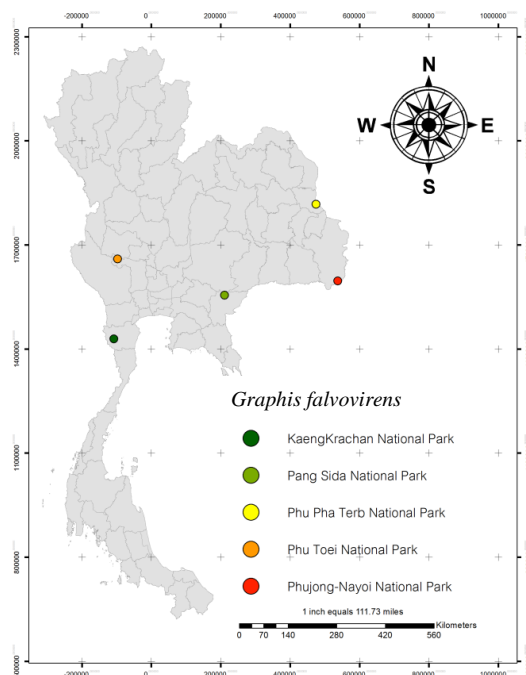 -200000 0 200000 400000 600000 800000 1000000
2300000 2000000 1700000 1400000 1100000 800000
N
W E
S
Graphis falvovirens
KaengKrachan National Park
Pang Sida National Park
Phu Pha Terb National Park
Phu Toei National Park
Phujong-Nayoi National Park
1 inch equals 111.73 miles
Kilometers
0 70 140 280 420 560
-200000 0 200000 400000 600000 800000 1000000